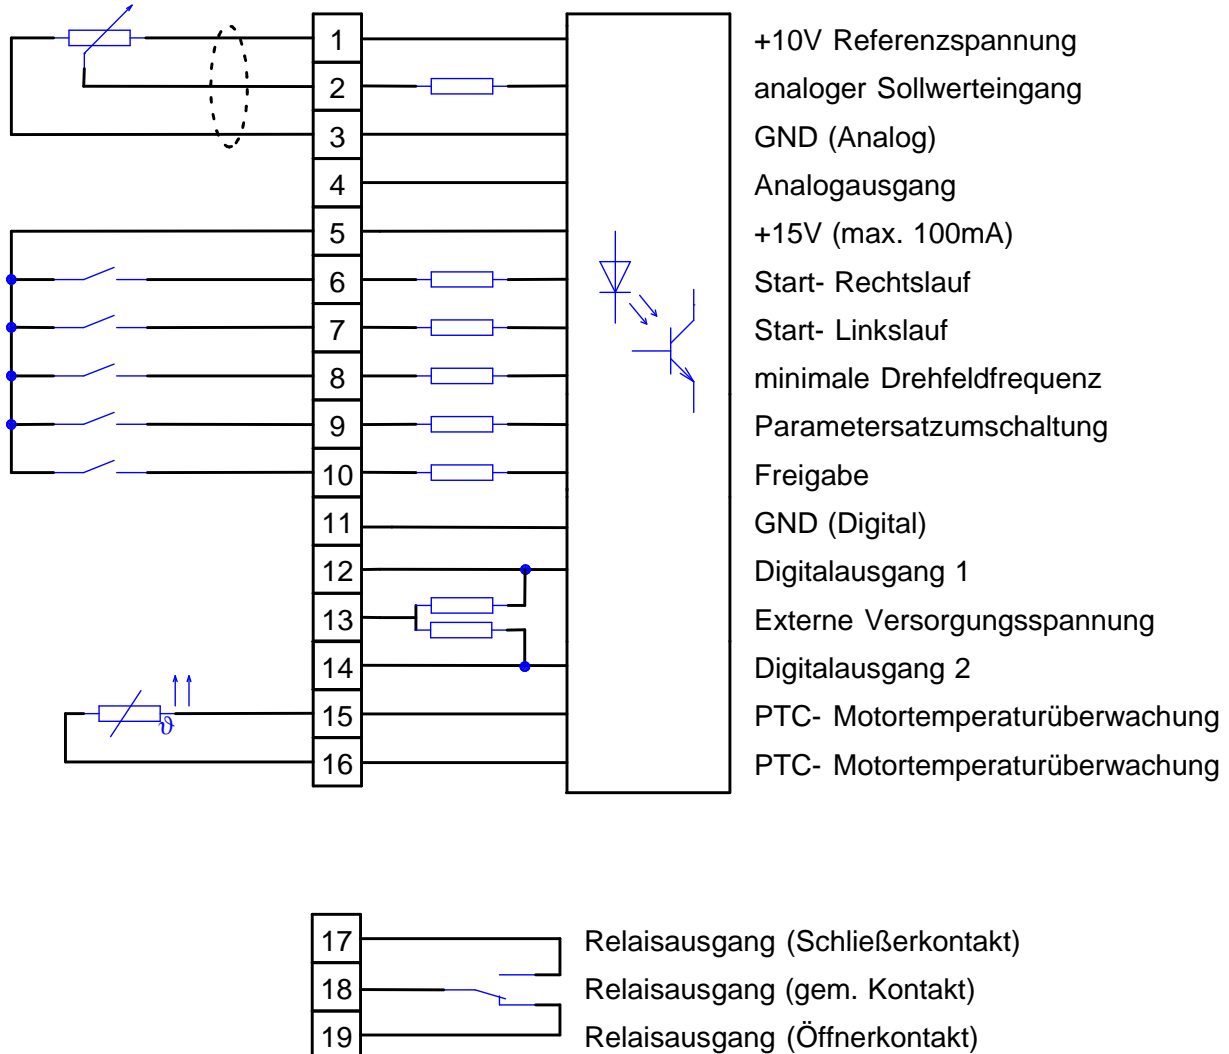 1 +10V Referenzspannung
2 analoger Sollwerteingang
3 GND (Analog)
4 Analogausgang
5 +15V (max. 100mA)
6 Start- Rechtslauf
7 Start- Linkslauf
8 minimale Drehfeldfrequenz
9 Parametersatzumschaltung
10 Freigabe
11 GND (Digital)
12 Digitalausgang 1
13 Externe Versorgungsspannung
14 Digitalausgang 2
ϑ 15 PTC- Motortemperaturüberwachung
16 PTC- Motortemperaturüberwachung
17 Relaisausgang (Schließerkontakt)
18 Relaisausgang (gem. Kontakt)
19 Relaisausgang (Öffnerkontakt)